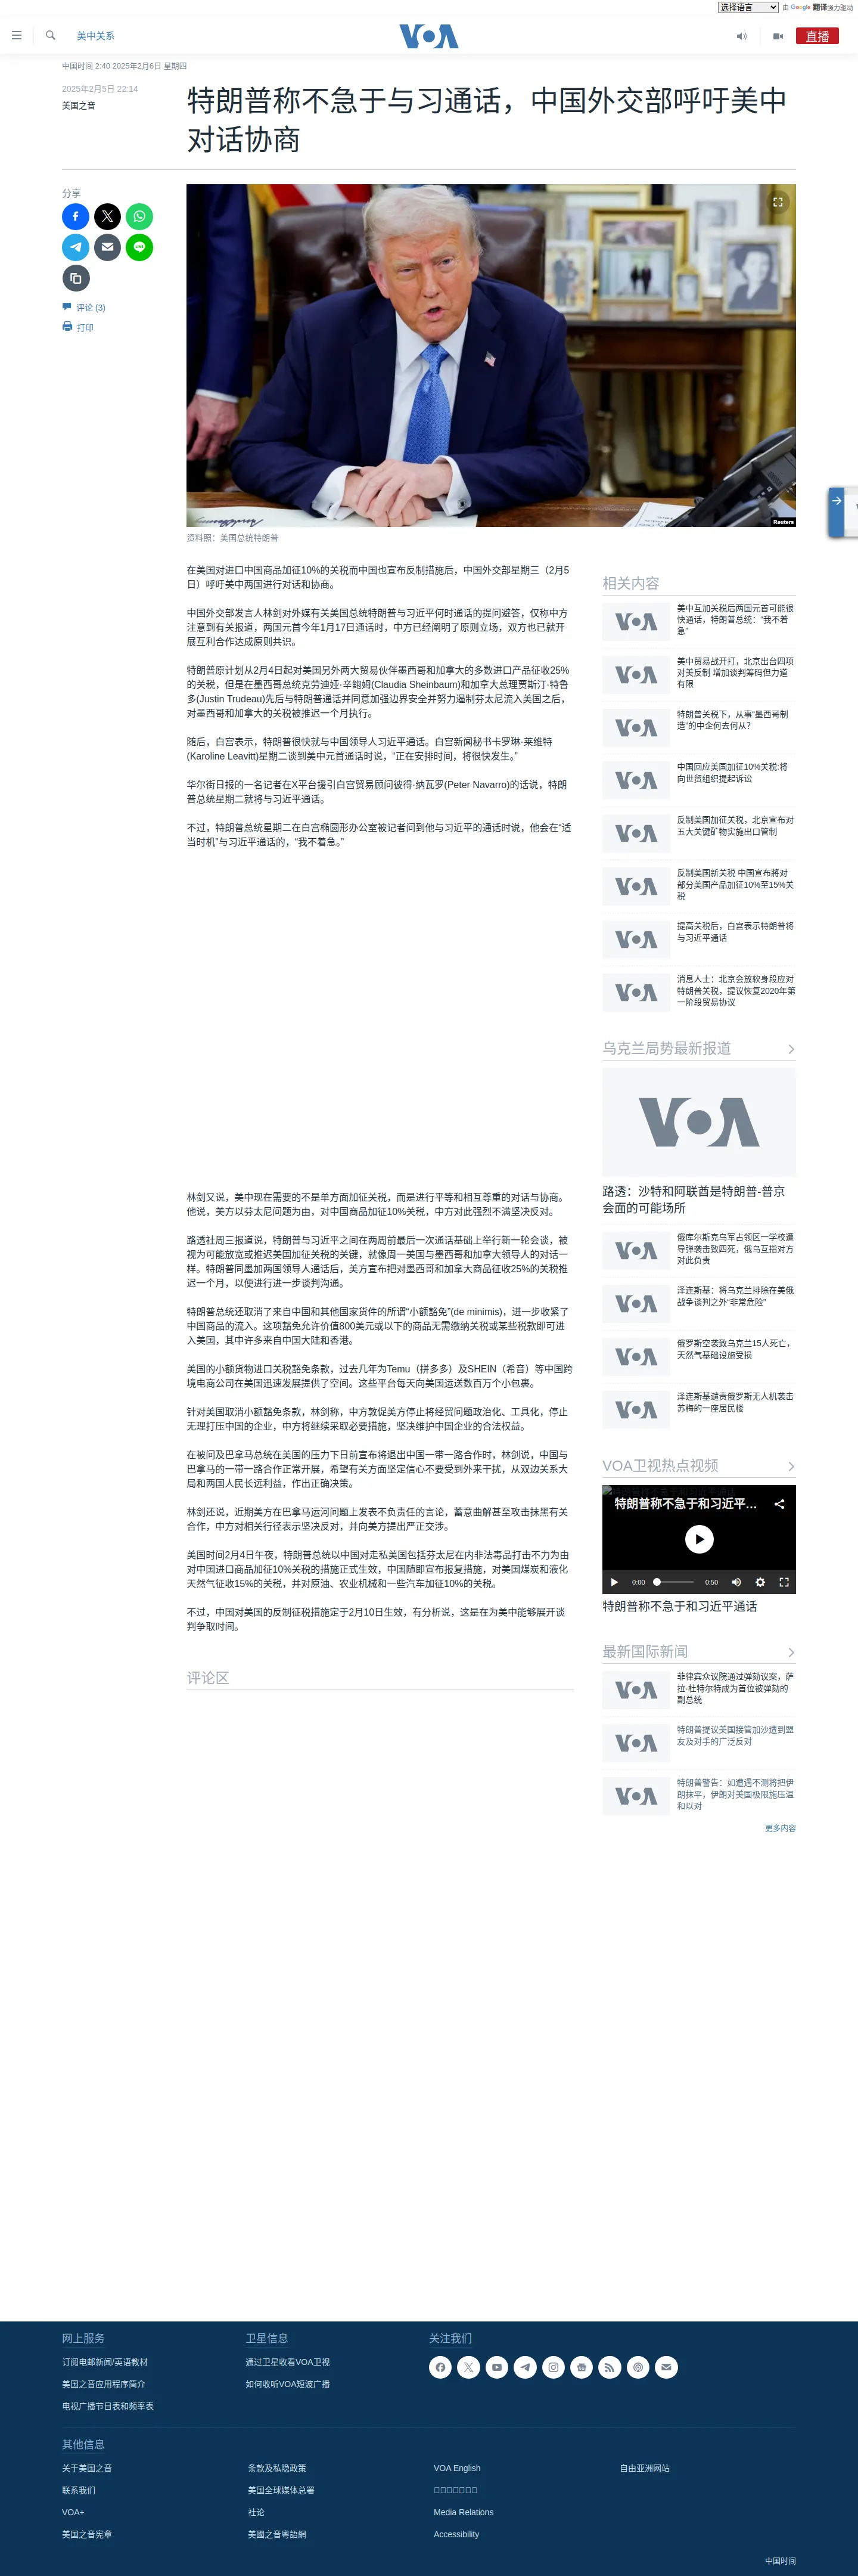 选择语言 由 Google 翻译强力驱动
美中关系
VOA
直播
中国时间 2:40 2025年2月6日 星期四
2025年2月5日 22:14
美国之音
特朗普称不急于与习通话，中国外交部呼吁美中
对话协商
分享
评论 (3)
打印
Reuters
资料照：美国总统特朗普
在美国对进口中国商品加征10%的关税而中国也宣布反制措施后，中国外交部星期三（2月5
日）呼吁美中两国进行对话和协商。
中国外交部发言人林剑对外媒有关美国总统特朗普与习近平何时通话的提问避答，仅称中方
注意到有关报道，两国元首今年1月17日通话时，中方已经阐明了原则立场，双方也已就开
展互利合作达成原则共识。
特朗普原计划从2月4日起对美国另外两大贸易伙伴墨西哥和加拿大的多数进口产品征收25%
的关税，但是在墨西哥总统克劳迪娅·辛鲍姆(Claudia Sheinbaum)和加拿大总理贾斯汀·特鲁
多(Justin Trudeau)先后与特朗普通话并同意加强边界安全并努力遏制芬太尼流入美国之后，
对墨西哥和加拿大的关税被推迟一个月执行。
随后，白宫表示，特朗普很快就与中国领导人习近平通话。白宫新闻秘书卡罗琳·莱维特
(Karoline Leavitt)星期二谈到美中元首通话时说，“正在安排时间，将很快发生。”
华尔街日报的一名记者在X平台援引白宫贸易顾问彼得·纳瓦罗(Peter Navarro)的话说，特朗
普总统星期二就将与习近平通话。
不过，特朗普总统星期二在白宫椭圆形办公室被记者问到他与习近平的通话时说，他会在“适
当时机”与习近平通话的，“我不着急。”
林剑又说，美中现在需要的不是单方面加征关税，而是进行平等和相互尊重的对话与协商。
他说，美方以芬太尼问题为由，对中国商品加征10%关税，中方对此强烈不满坚决反对。
路透社周三报道说，特朗普与习近平之间在两周前最后一次通话基础上举行新一轮会谈，被
视为可能放宽或推迟美国加征关税的关键，就像周一美国与墨西哥和加拿大领导人的对话一
样。特朗普同墨加两国领导人通话后，美方宣布把对墨西哥和加拿大商品征收25%的关税推
迟一个月，以便进行进一步谈判沟通。
特朗普总统还取消了来自中国和其他国家货件的所谓“小额豁免”(de minimis)，进一步收紧了
中国商品的流入。这项豁免允许价值800美元或以下的商品无需缴纳关税或某些税款即可进
入美国，其中许多来自中国大陆和香港。
美国的小额货物进口关税豁免条款，过去几年为Temu（拼多多）及SHEIN（希音）等中国跨
境电商公司在美国迅速发展提供了空间。这些平台每天向美国运送数百万个小包裹。
针对美国取消小额豁免条款，林剑称，中方敦促美方停止将经贸问题政治化、工具化，停止
无理打压中国的企业，中方将继续采取必要措施，坚决维护中国企业的合法权益。
在被问及巴拿马总统在美国的压力下日前宣布将退出中国一带一路合作时，林剑说，中国与
巴拿马的一带一路合作正常开展，希望有关方面坚定信心不要受到外来干扰，从双边关系大
局和两国人民长远利益，作出正确决策。
林剑还说，近期美方在巴拿马运河问题上发表不负责任的言论，蓄意曲解甚至攻击抹黑有关
合作，中方对相关行径表示坚决反对，并向美方提出严正交涉。
美国时间2月4日午夜，特朗普总统以中国对走私美国包括芬太尼在内非法毒品打击不力为由
对中国进口商品加征10%关税的措施正式生效，中国随即宣布报复措施，对美国煤炭和液化
天然气征收15%的关税，并对原油、农业机械和一些汽车加征10%的关税。
不过，中国对美国的反制征税措施定于2月10日生效，有分析说，这是在为美中能够展开谈
判争取时间。
评论区
相关内容
美中互加关税后两国元首可能很
快通话，特朗普总统：“我不着
急”
美中贸易战开打，北京出台四项
对美反制 增加谈判筹码但力道
有限
特朗普关税下，从事“墨西哥制
造”的中企何去何从？
中国回应美国加征10%关税:将
向世贸组织提起诉讼
反制美国加征关税，北京宣布对
五大关键矿物实施出口管制
反制美国新关税 中国宣布将对
部分美国产品加征10%至15%关
税
提高关税后，白宫表示特朗普将
与习近平通话
消息人士：北京会放软身段应对
特朗普关税，提议恢复2020年第
一阶段贸易协议
乌克兰局势最新报道
VOA
路透：沙特和阿联酋是特朗普-普京
会面的可能场所
俄库尔斯克乌军占领区一学校遭
导弹袭击致四死，俄乌互指对方
对此负责
泽连斯基：将乌克兰排除在美俄
战争谈判之外“非常危险”
俄罗斯空袭致乌克兰15人死亡，
天然气基础设施受损
泽连斯基谴责俄罗斯无人机袭击
苏梅的一座居民楼
VOA卫视热点视频
特朗普称不急于和习近平...
0:00 0:50
特朗普称不急于和习近平通话
最新国际新闻
菲律宾众议院通过弹劾议案，萨
拉·杜特尔特成为首位被弹劾的
副总统
特朗普提议美国接管加沙遭到盟
友及对手的广泛反对
特朗普警告：如遭遇不测将把伊
朗抹平，伊朗对美国极限施压温
和以对
更多内容
网上服务
订阅电邮新闻/英语教材
美国之音应用程序简介
电视广播节目表和频率表
卫星信息
通过卫星收看VOA卫视
如何收听VOA短波广播
关注我们
其他信息
关于美国之音 条款及私隐政策 VOA English 自由亚洲网站
联系我们 美国全球媒体总署
VOA+ 社论 Media Relations
美国之音宪章 美國之音粵語網 Accessibility
中国时间